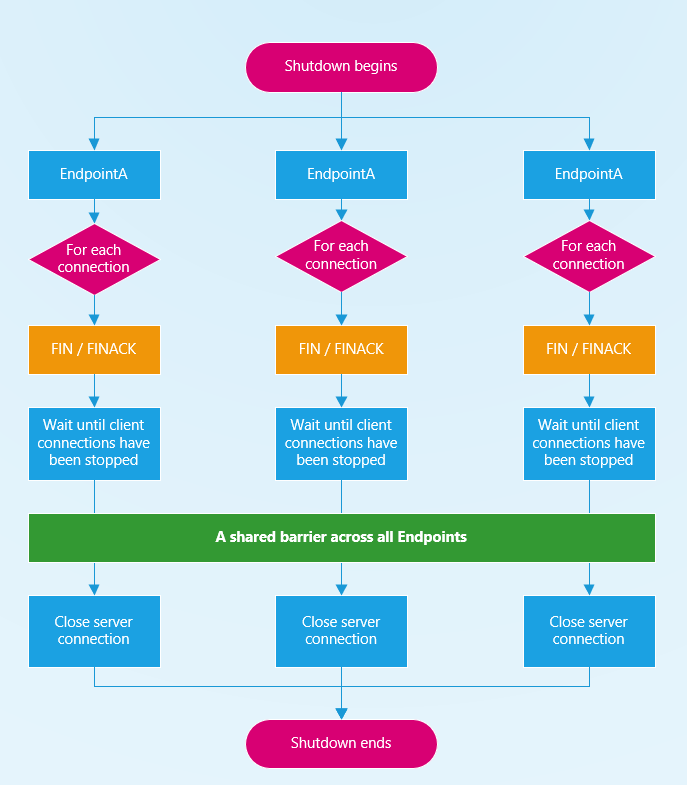 Shutdown begins
EndpointA
EndpointA
EndpointA
For each
connection
For each
connection
For each
connection
FIN / FINACK
FIN / FINACK
FIN / FINACK
Wait until client
connections have
been stopped
Wait until client
connections have
been stopped
Wait until client
connections have
been stopped
A shared barrier across all Endpoints
Close server
connection
Close server
connection
Close server
connection
Shutdown ends